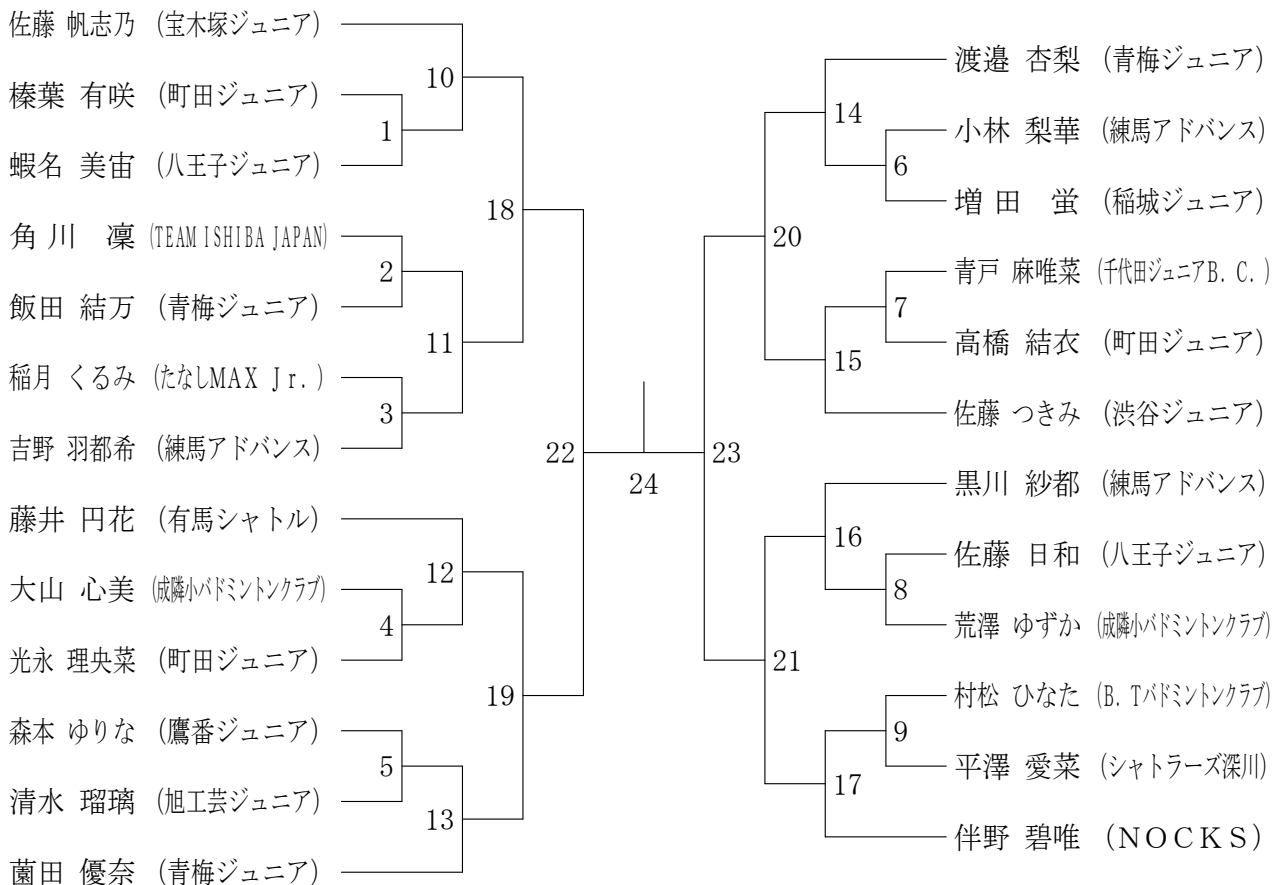 佐藤 帆志乃 (宝木塚ジュニア)
榛葉 有咲 (町田ジュニア)
蝦名 美宙 (八王子ジュニア)
角川 凜 (TEAM ISHIBA JAPAN)
飯田 結万 (青梅ジュニア)
稲月 くるみ (たなしMAX Jr.)
吉野 羽都希 (練馬アドバンス)
藤井 円花 (有馬シャトル)
大山 心美 (成隣小バドミントンクラブ)
光永 理央菜 (町田ジュニア)
森本 ゆりな (鷹番ジュニア)
清水 瑠璃 (旭工芸ジュニア)
薗田 優奈 (青梅ジュニア)
1
2
3
4
5
10
11
12
13
18
19
22
24
23
20
21
14
15
16
17
6
7
8
9
渡邉 杏梨 (青梅ジュニア)
小林 梨華 (練馬アドバンス)
増田 蛍 (稲城ジュニア)
青戸 麻唯菜 (千代田ジュニアB.C.)
高橋 結衣 (町田ジュニア)
佐藤 つきみ (渋谷ジュニア)
黒川 紗都 (練馬アドバンス)
佐藤 日和 (八王子ジュニア)
荒澤 ゆずか (成隣小バドミントンクラブ)
村松 ひなた (B.Tバドミントンクラブ)
平澤 愛菜 (シャトラーズ深川)
伴野 碧唯 (NOCKS)